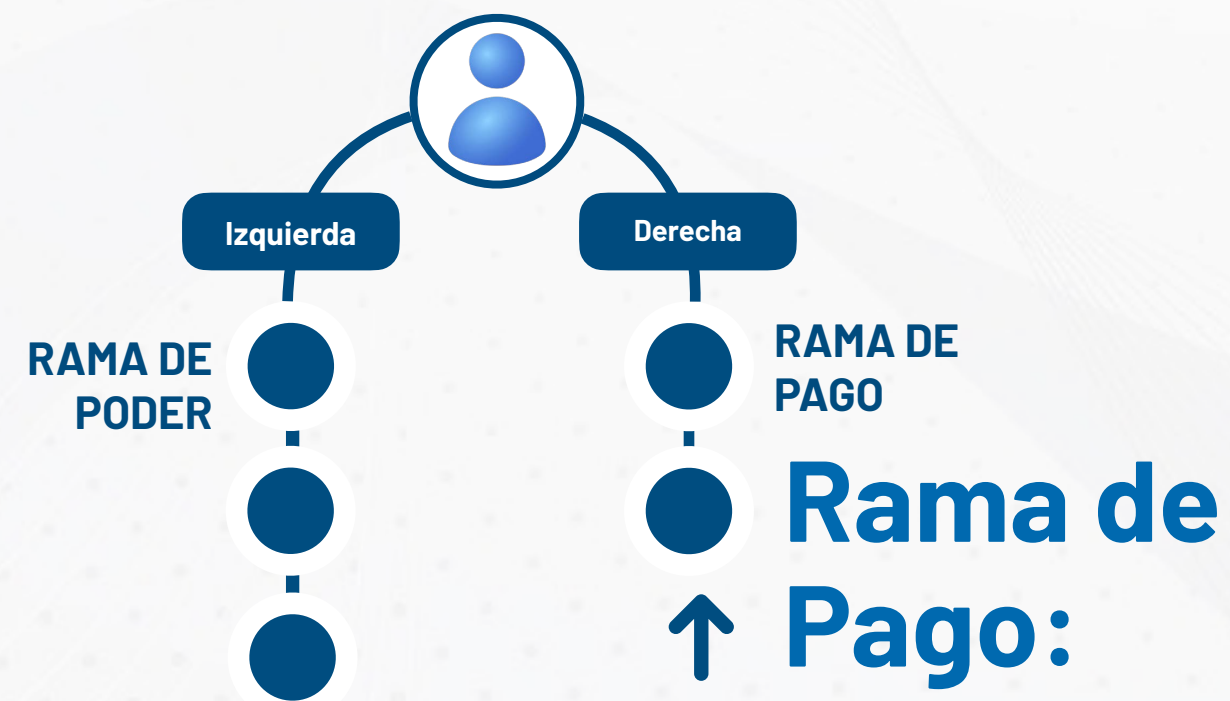 Izquierda
Derecha
RAMA DE
PODER
RAMA DE
PAGO
Rama de
Pago: